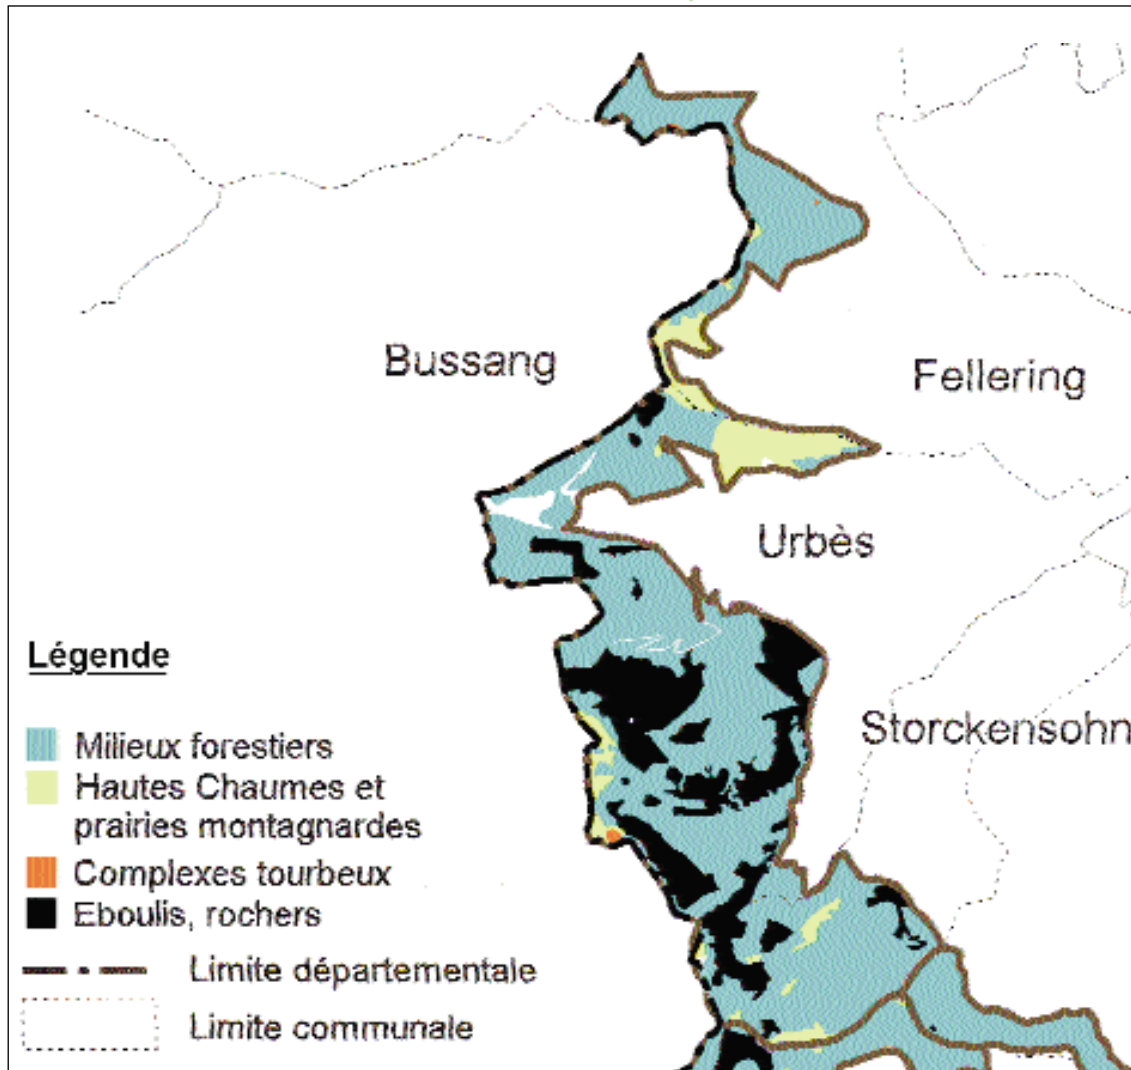 Bussang
Fellering
Urbès
Storckensohn
Légende
Milieux forestiers
Hautes Chaumes et
prairies montagnardes
Complexes tourbeux
Eboulis, rochers
Limite départementale
Limite communale